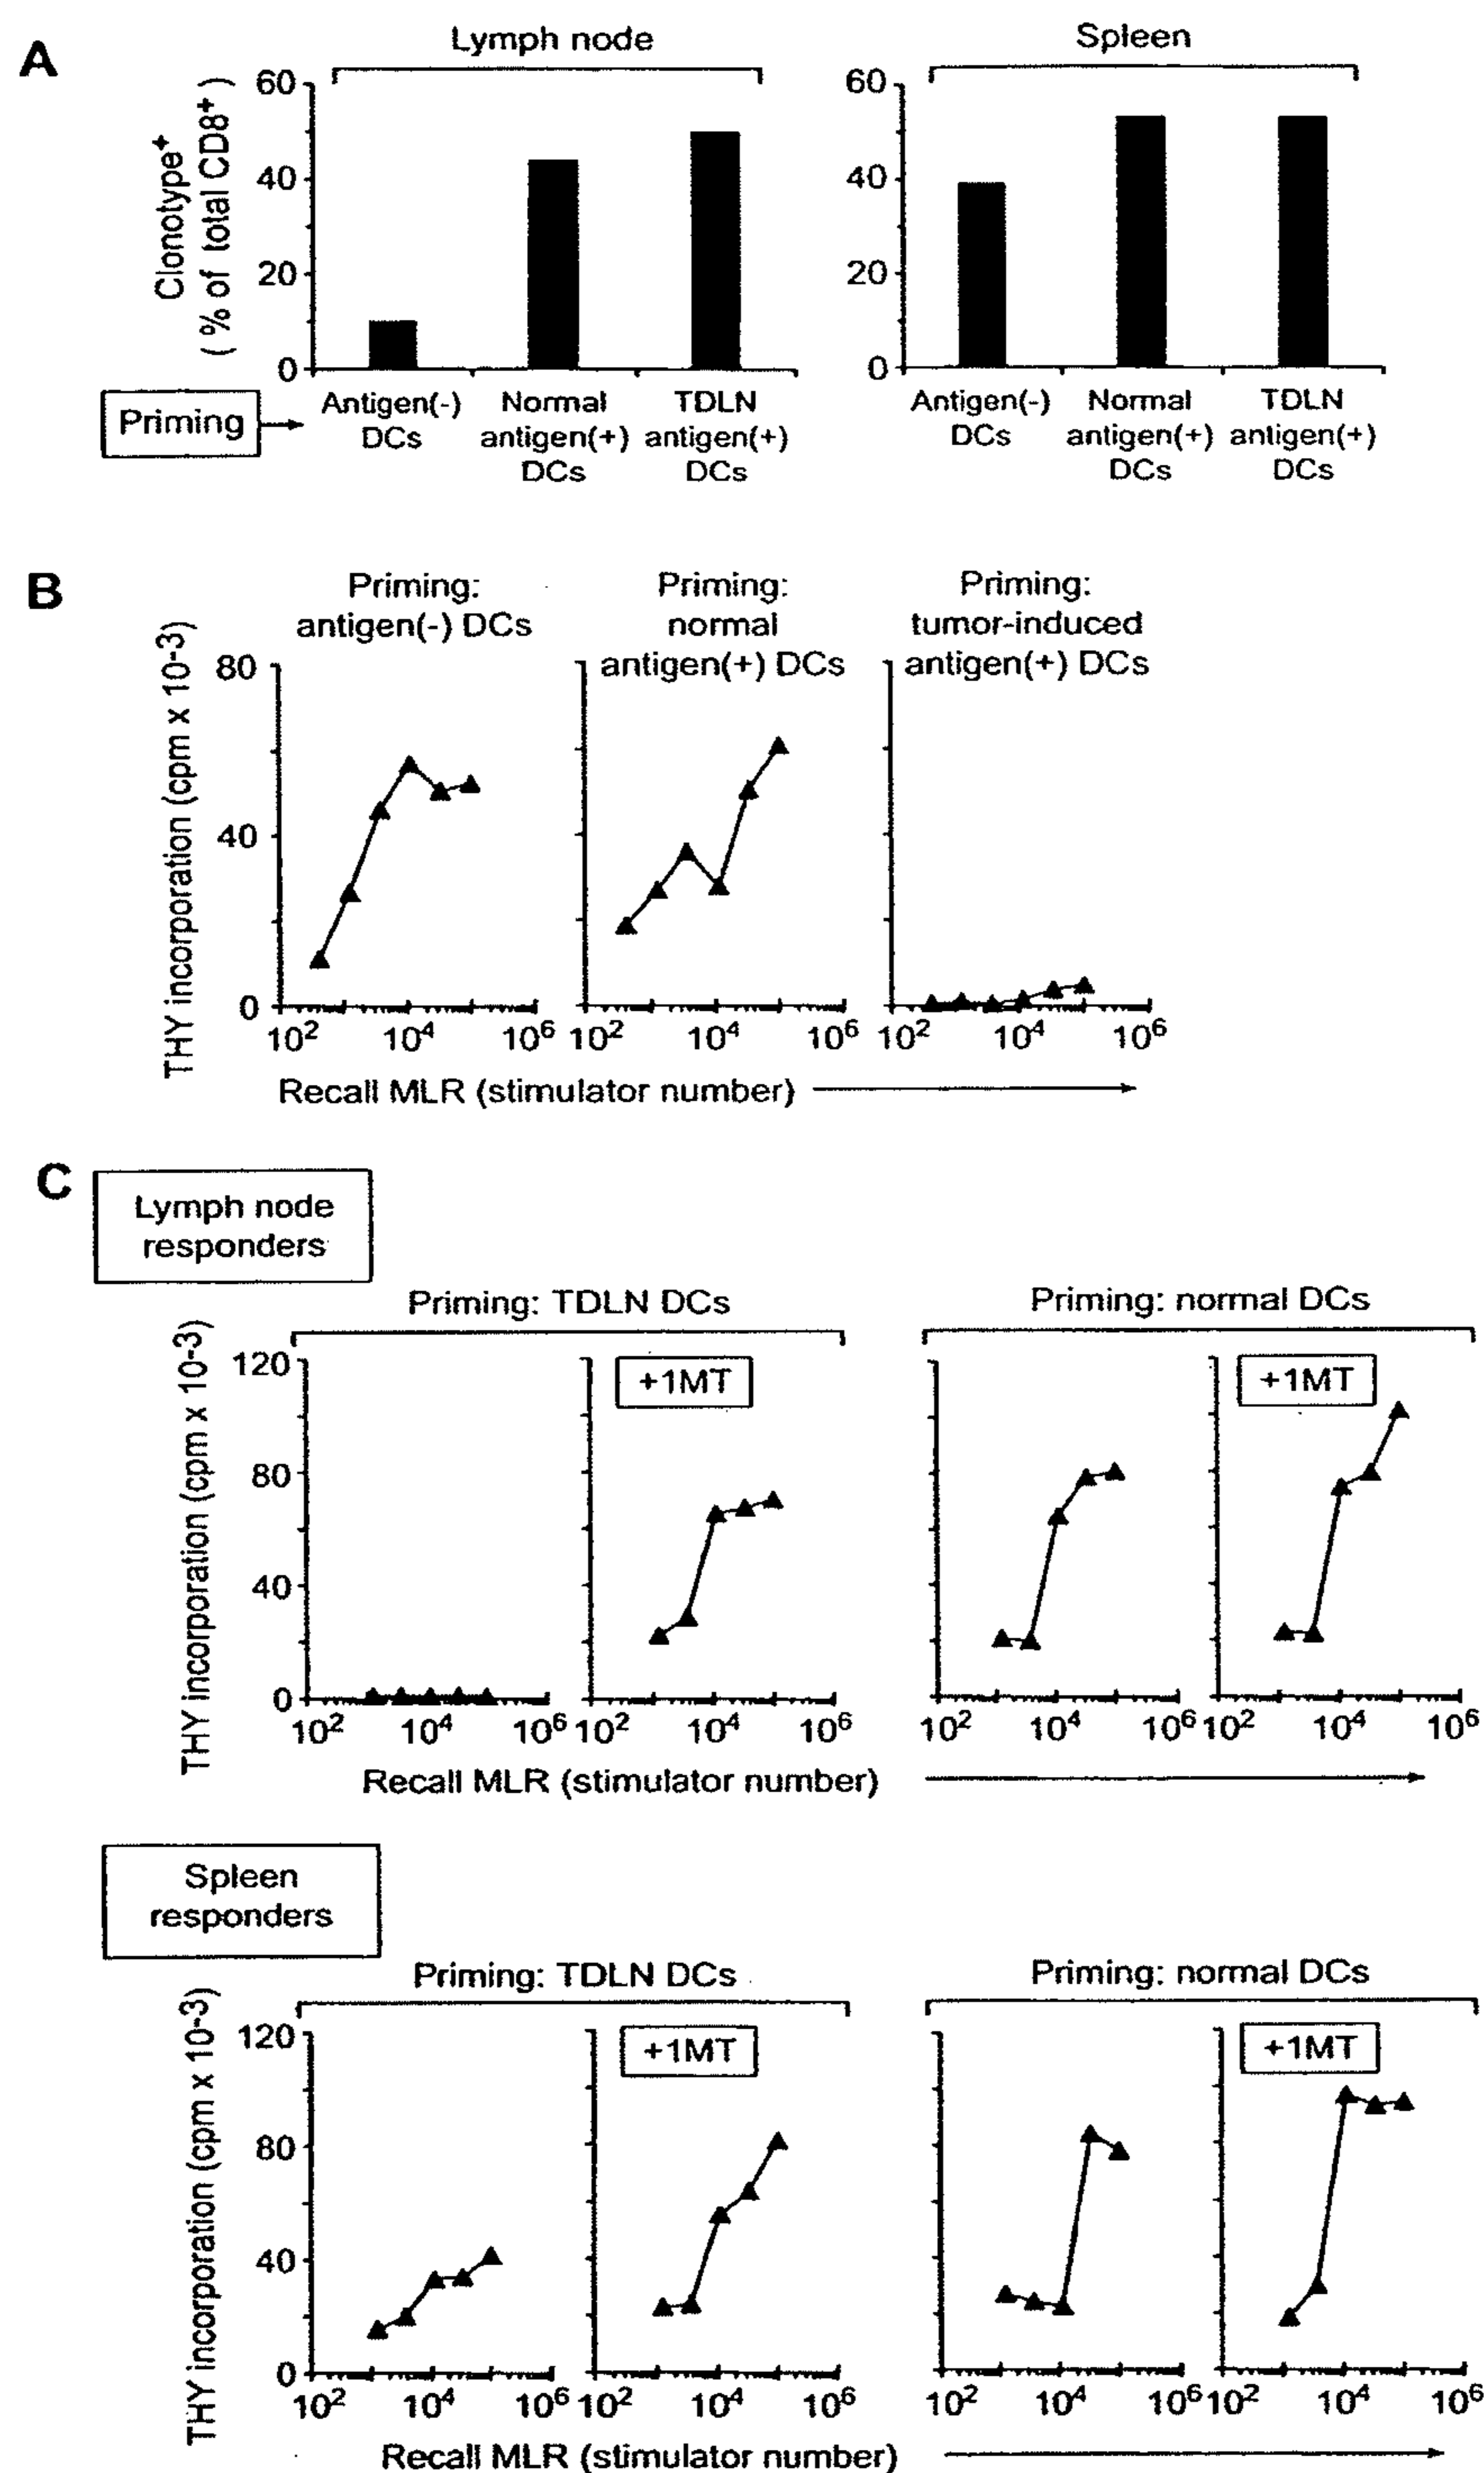 A
Lymph node
Spleen
Clonotype+
( % of total CD8+ )
60
40
20
0
60
40
20
0
Priming
Antigen(-)
DCs
Normal
antigen(+)
DCs
TDLN
antigen(+)
DCs
Antigen(-)
DCs
Normal
antigen(+)
DCs
TDLN
antigen(+)
DCs
B
Priming:
antigen(-) DCs
Priming:
normal
antigen(+) DCs
Priming:
tumor-induced
antigen(+) DCs
THY incorporation (cpm x 10-3)
80
40
0
10² 10⁴ 10⁶ 10² 10⁴ 10⁶ 10² 10⁴ 10⁶
Recall MLR (stimulator number)
C
Lymph node
responders
Priming: TDLN DCs
Priming: normal DCs
THY incorporation (cpm x 10-3)
120
80
40
0
+1MT
+1MT
10² 10⁴ 10⁶ 10² 10⁴ 10⁶ 10² 10⁴ 10⁶ 10² 10⁴ 10⁶
Recall MLR (stimulator number)
Spleen
responders
Priming: TDLN DCs
Priming: normal DCs
THY incorporation (cpm x 10-3)
120
80
40
0
+1MT
+1MT
10² 10⁴ 10⁶ 10² 10⁴ 10⁶ 10² 10⁴ 10⁶ 10² 10⁴ 10⁶
Recall MLR (stimulator number)